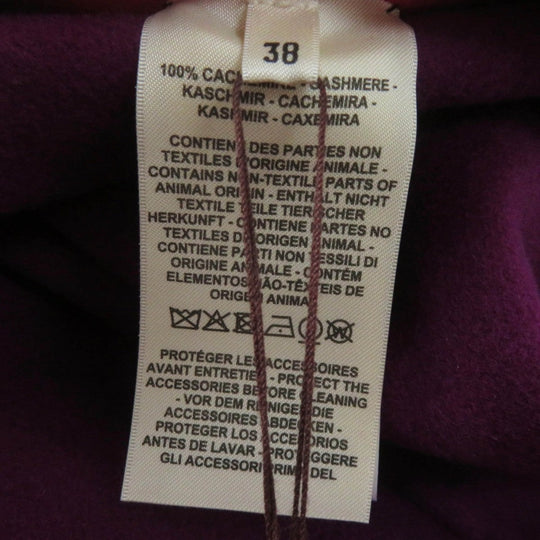 38
100% CACHEMIRE - CASHMERE -
KASCHMIR - CACHEMIRA -
KASHMIR - CAXEMIRA
CONTIENT DES PARTIES NON
TEXTILES D'ORIGINE ANIMALE -
CONTAINS NON-TEXTILE PARTS OF
ANIMAL ORIGIN - ENTHÄLT NICHT
TEXTILE TEILE TIERISCHER
HERKUNFT - CONTIENE PARTES NO
TEXTILES DE ORIGEN ANIMAL -
CONTIENE PARTI NON TESSILI DI
ORIGINE ANIMALE - CONTÉM
ELEMENTOS NÃO-TÊXTEIS DE
ORIGEM ANIMAL
PROTÉGER LES ACCESSOIRES
AVANT ENTRETIEN - PROTECT THE
ACCESSORIES BEFORE CLEANING
- VOR DEM REINIGEN DIE
ACCESSOIRES ABDECKEN -
PROTEGER LOS ACCESORIOS
ANTES DE LAVAR - PROTEGGERE
GLI ACCESSORI PRIMA DEL